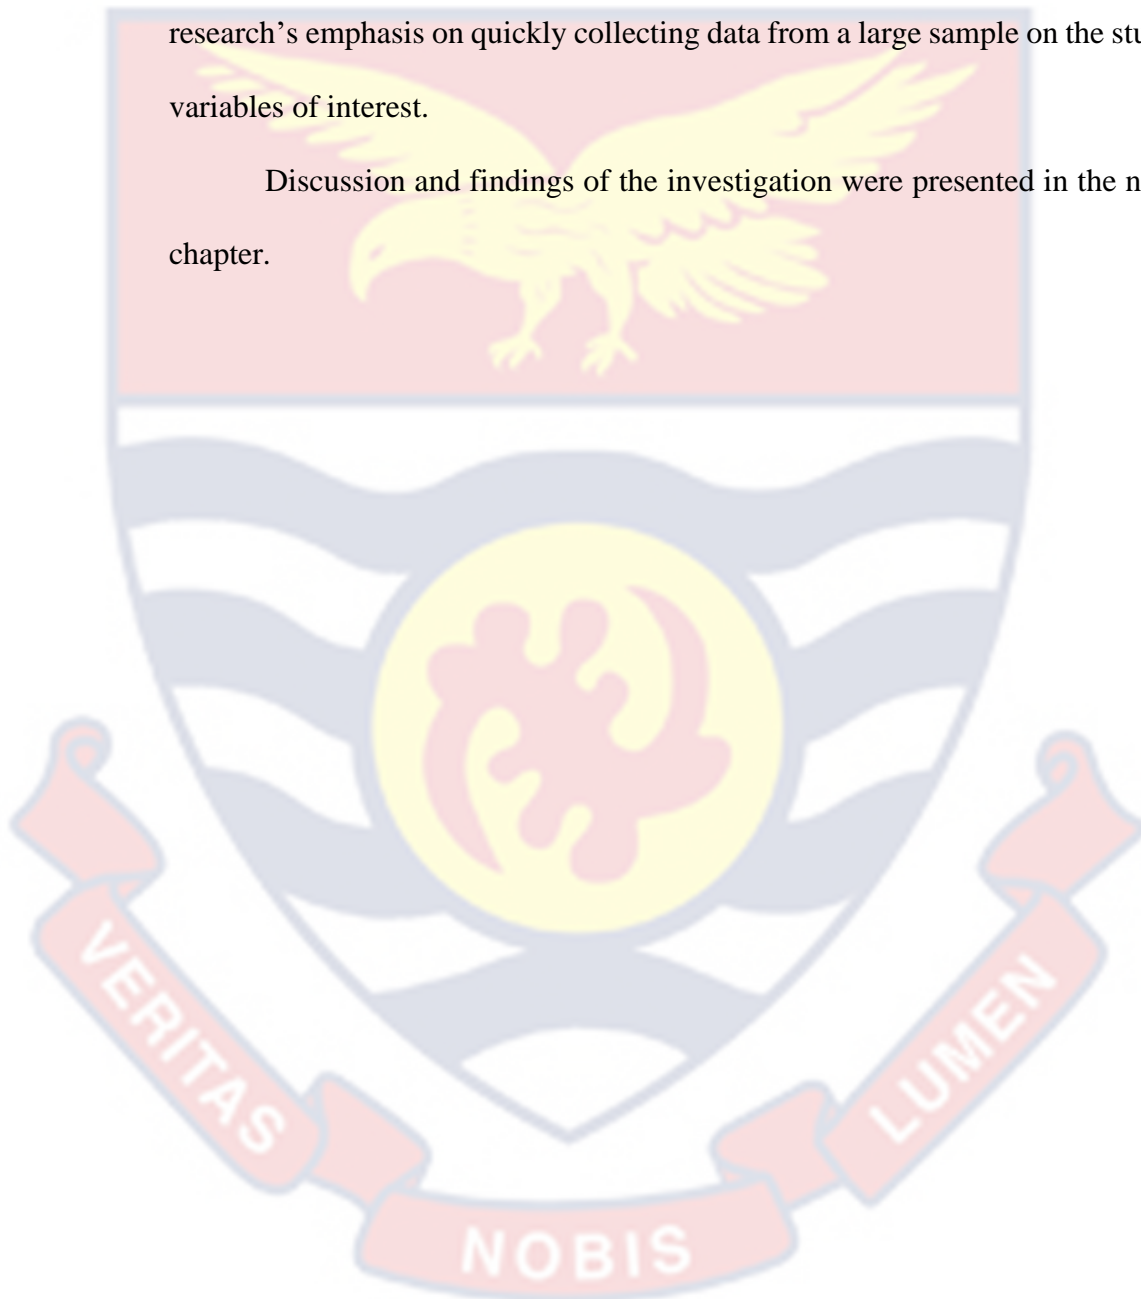 research’s emphasis on quickly collecting data from a large sample on the
variables of interest.
Discussion and findings of the investigation were presented in the
chapter.
VERITAS
NOBIS
LUMEN